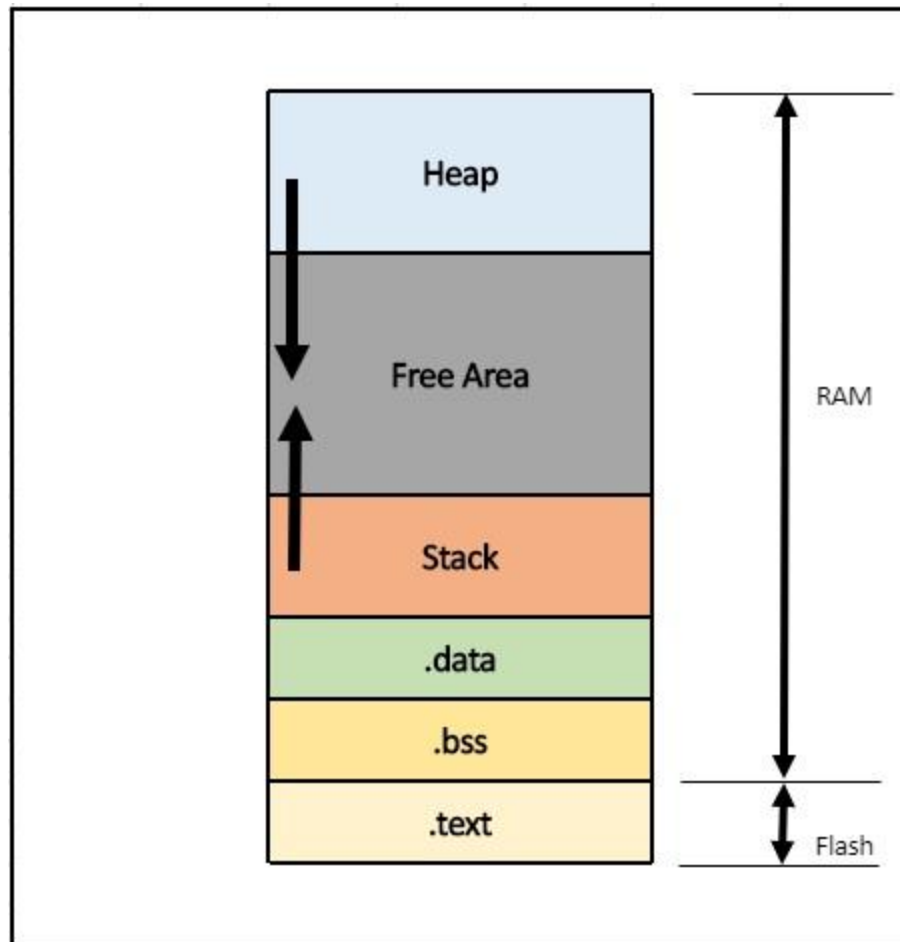 Heap
Free Area
RAM
Stack
.data
.bss
.text
Flash